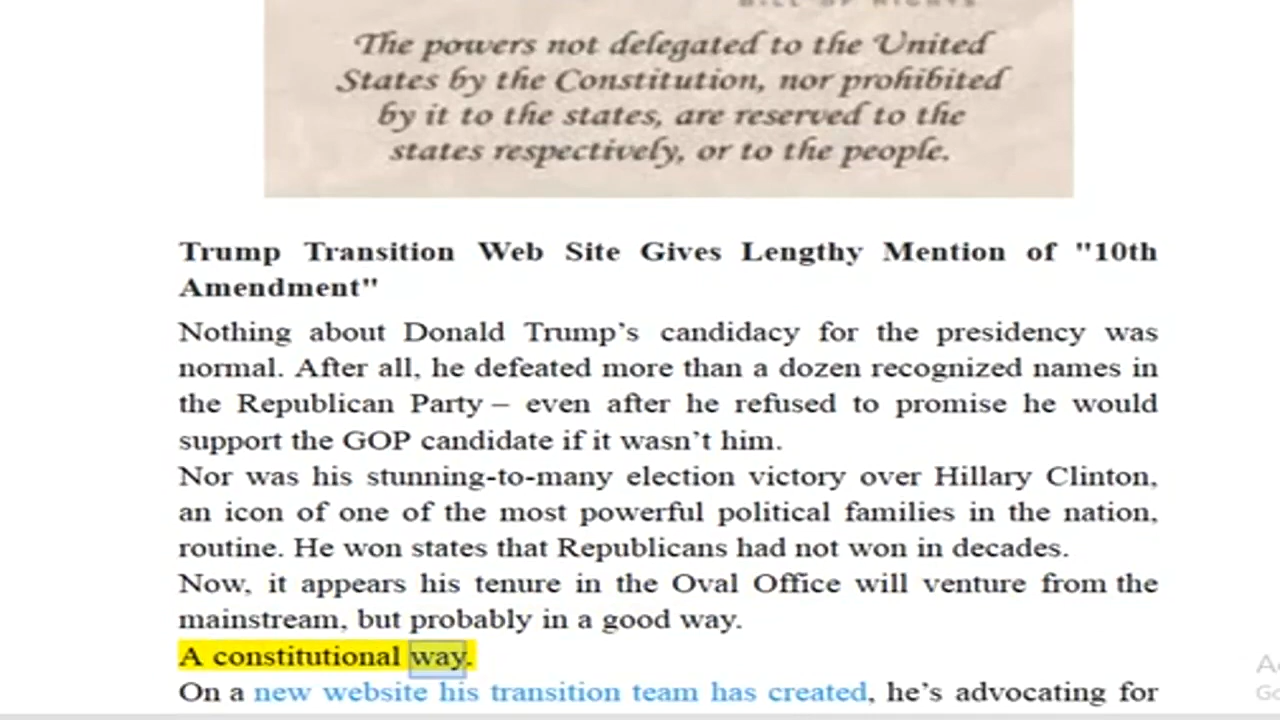 BILL OF RIGHTS
The powers not delegated to the United
States by the Constitution, nor prohibited
by it to the states, are reserved to the
states respectively, or to the people.
Trump Transition Web Site Gives Lengthy Mention of "10th
Amendment"
Nothing about Donald Trump’s candidacy for the presidency was
normal. After all, he defeated more than a dozen recognized names in
the Republican Party – even after he refused to promise he would
support the GOP candidate if it wasn’t him.
Nor was his stunning-to-many election victory over Hillary Clinton,
an icon of one of the most powerful political families in the nation,
routine. He won states that Republicans had not won in decades.
Now, it appears his tenure in the Oval Office will venture from the
mainstream, but probably in a good way.
A constitutional way.
On a new website his transition team has created, he’s advocating for